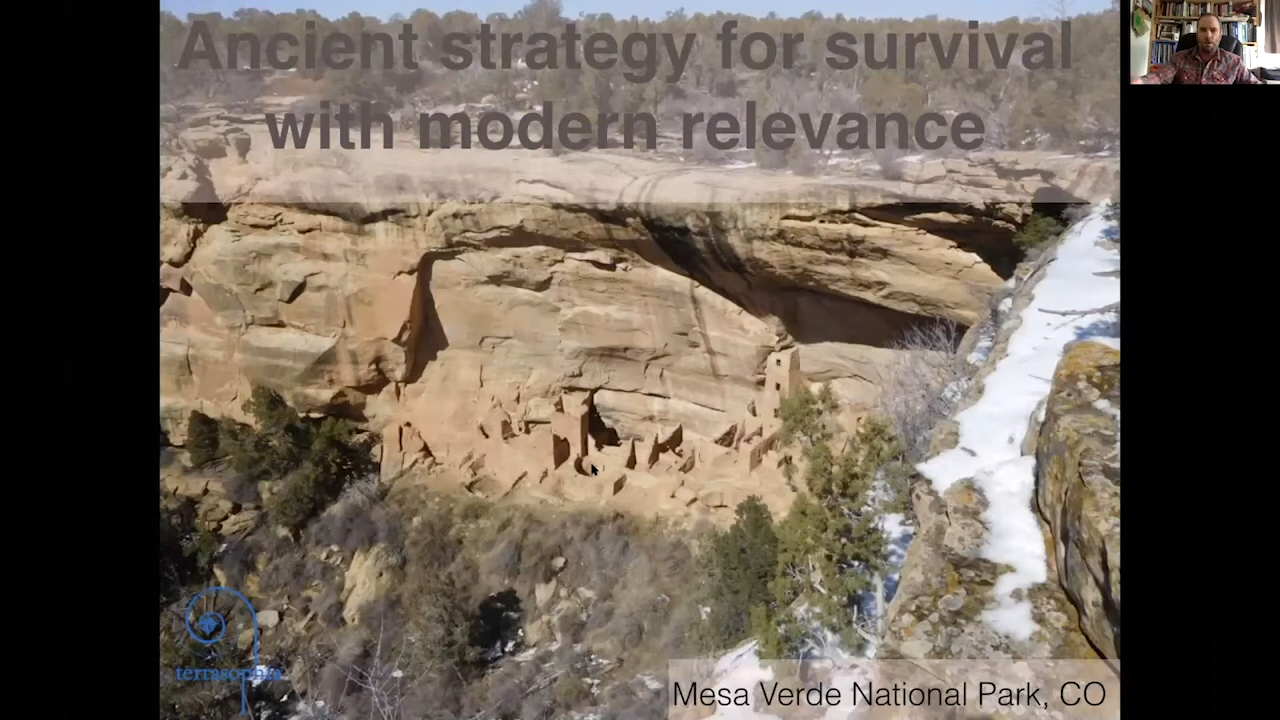 Ancient strategy for survival
with modern relevance
terrasophia
Mesa Verde National Park, CO